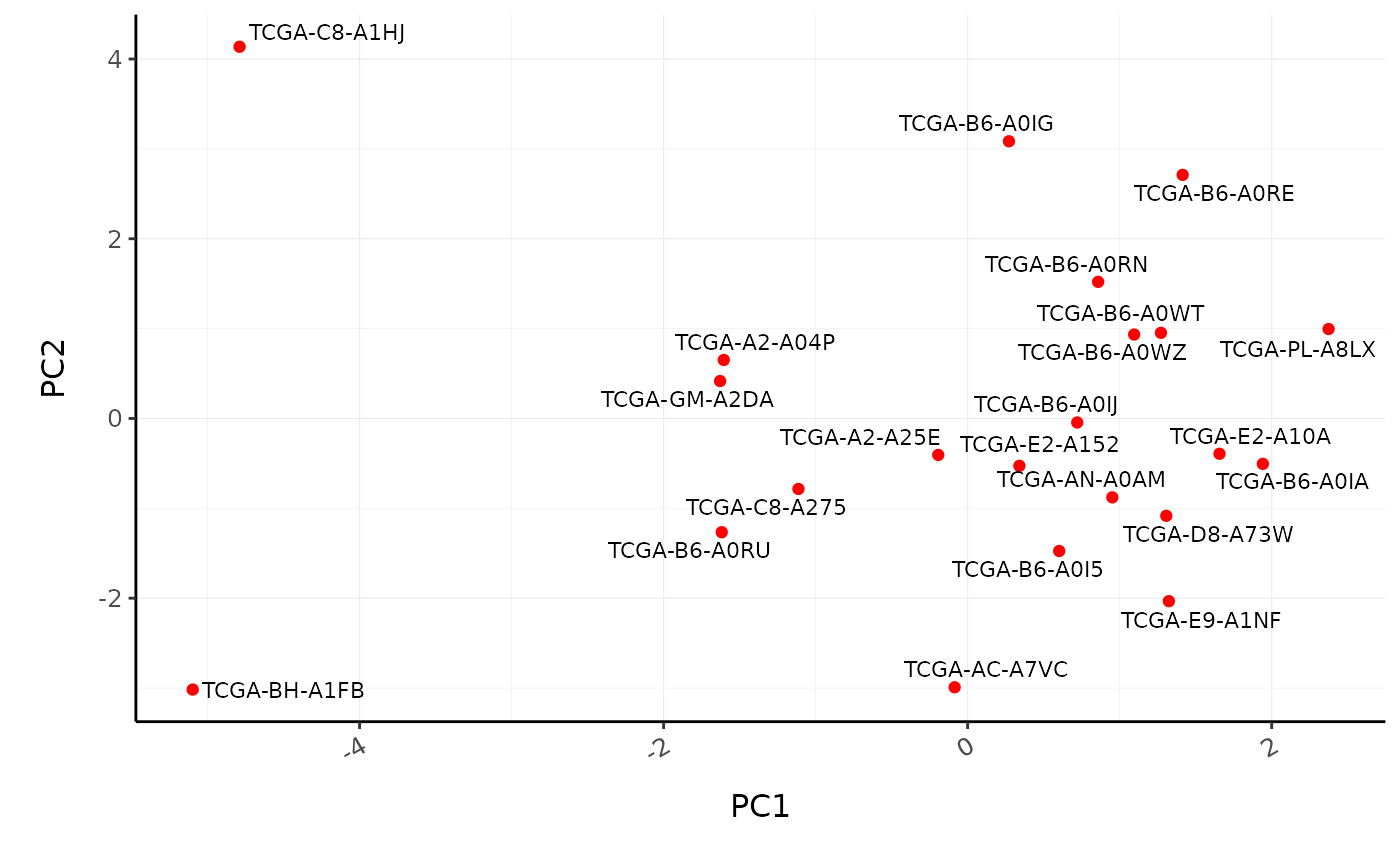 TCGA-C8-A1HJ
4
TCGA-B6-A0IG
TCGA-B6-A0RE
2
TCGA-B6-A0RN
TCGA-B6-A0WT
TCGA-A2-A04P
TCGA-PL-A8LX
TCGA-B6-A0WZ
PC2
TCGA-GM-A2DA
TCGA-B6-A0IJ
0
TCGA-A2-A25E
TCGA-E2-A152
TCGA-E2-A10A
TCGA-AN-A0AM
TCGA-B6-A0IA
TCGA-C8-A275
TCGA-D8-A73W
TCGA-B6-A0RU
TCGA-B6-A0I5
-2
TCGA-E9-A1NF
TCGA-AC-A7VC
TCGA-BH-A1FB
-4
-2
0
2
PC1